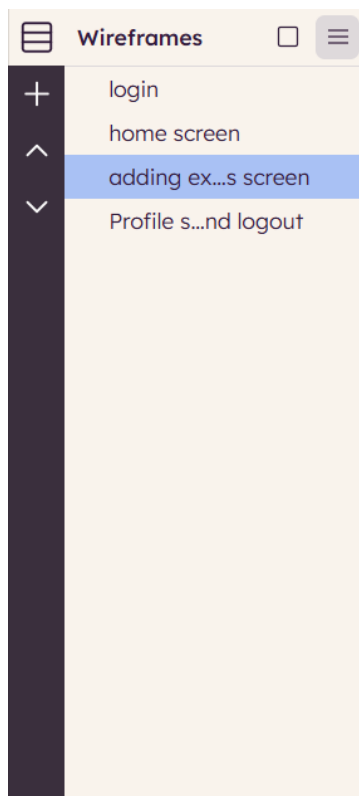 Wireframes
login
home screen
adding ex...s screen
Profile s...nd logout